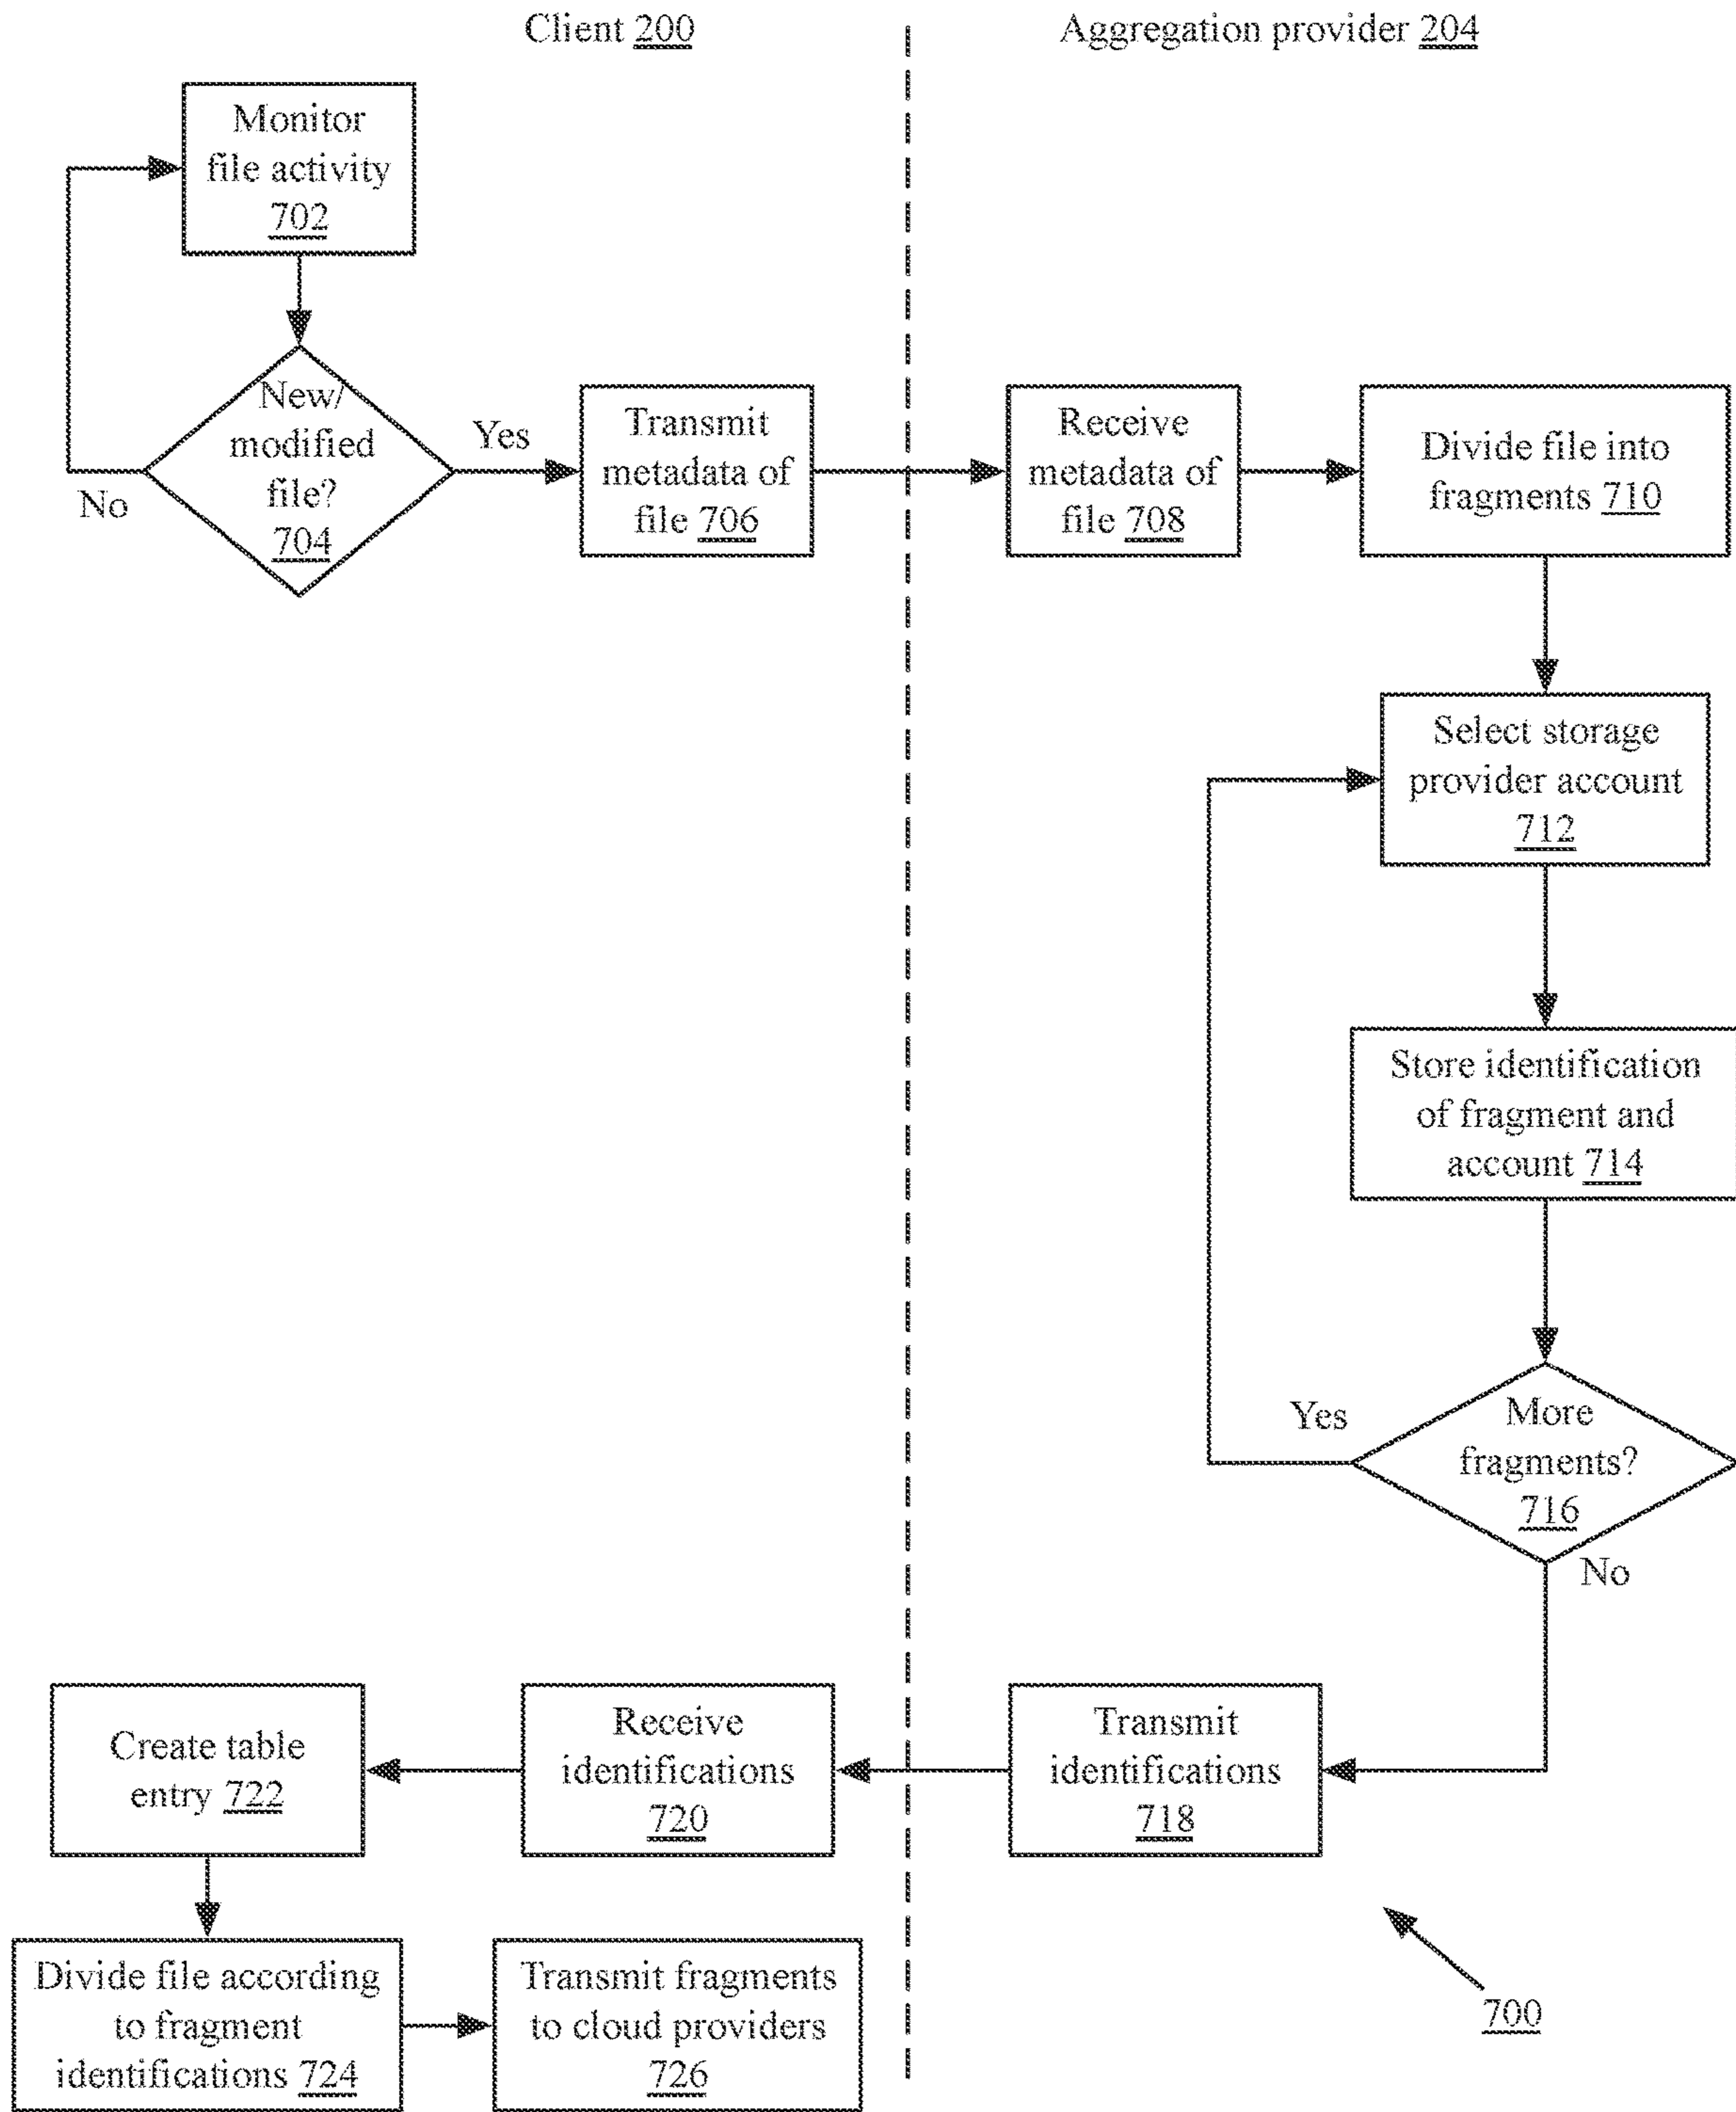 Client 200
Aggregation provider 204
Monitor
file activity
702
New/
modified
file?
704
Yes
No
Transmit
metadata of
file 706
Receive
metadata of
file 708
Divide file into
fragments 710
Select storage
provider account
712
Store identification
of fragment and
account 714
More
fragments?
716
Yes
No
Transmit
identifications
718
Receive
identifications
720
Create table
entry 722
Divide file according
to fragment
identifications 724
Transmit fragments
to cloud providers
726
700